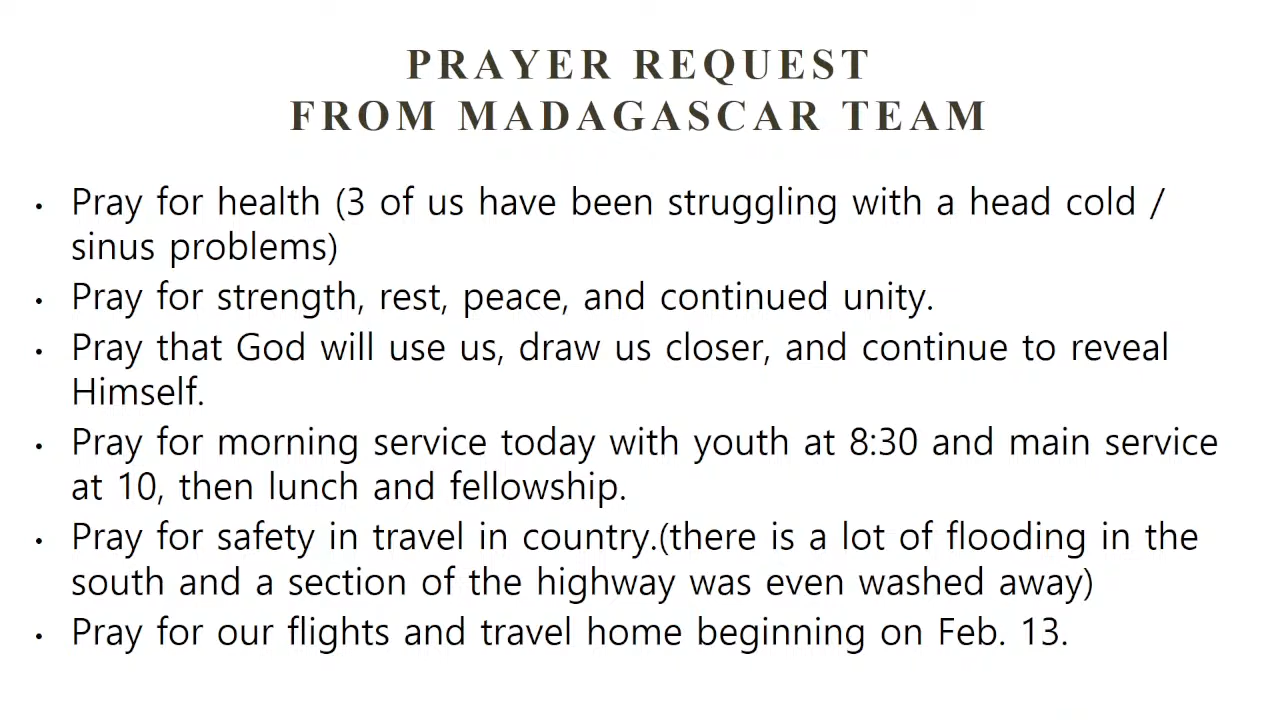 PRAYER REQUEST
FROM MADAGASCAR TEAM
• Pray for health (3 of us have been struggling with a head cold /
sinus problems)
• Pray for strength, rest, peace, and continued unity.
• Pray that God will use us, draw us closer, and continue to reveal
Himself.
• Pray for morning service today with youth at 8:30 and main service
at 10, then lunch and fellowship.
• Pray for safety in travel in country.(there is a lot of flooding in the
south and a section of the highway was even washed away)
• Pray for our flights and travel home beginning on Feb. 13.